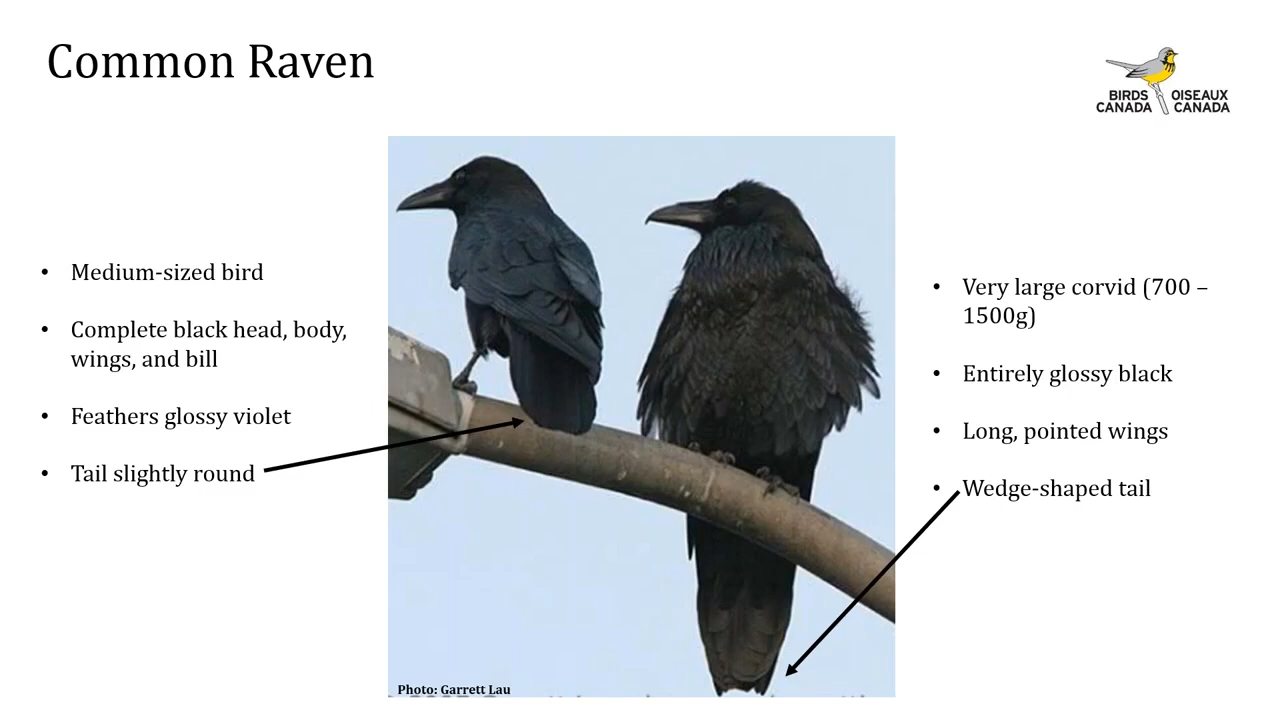 Common Raven
BIRDS CANADA
OISEAUX CANADA
• Medium-sized bird
• Complete black head, body,
wings, and bill
• Feathers glossy violet
• Tail slightly round
• Very large corvid (700 –
1500g)
• Entirely glossy black
• Long, pointed wings
• Wedge-shaped tail
Photo: Garrett Lau